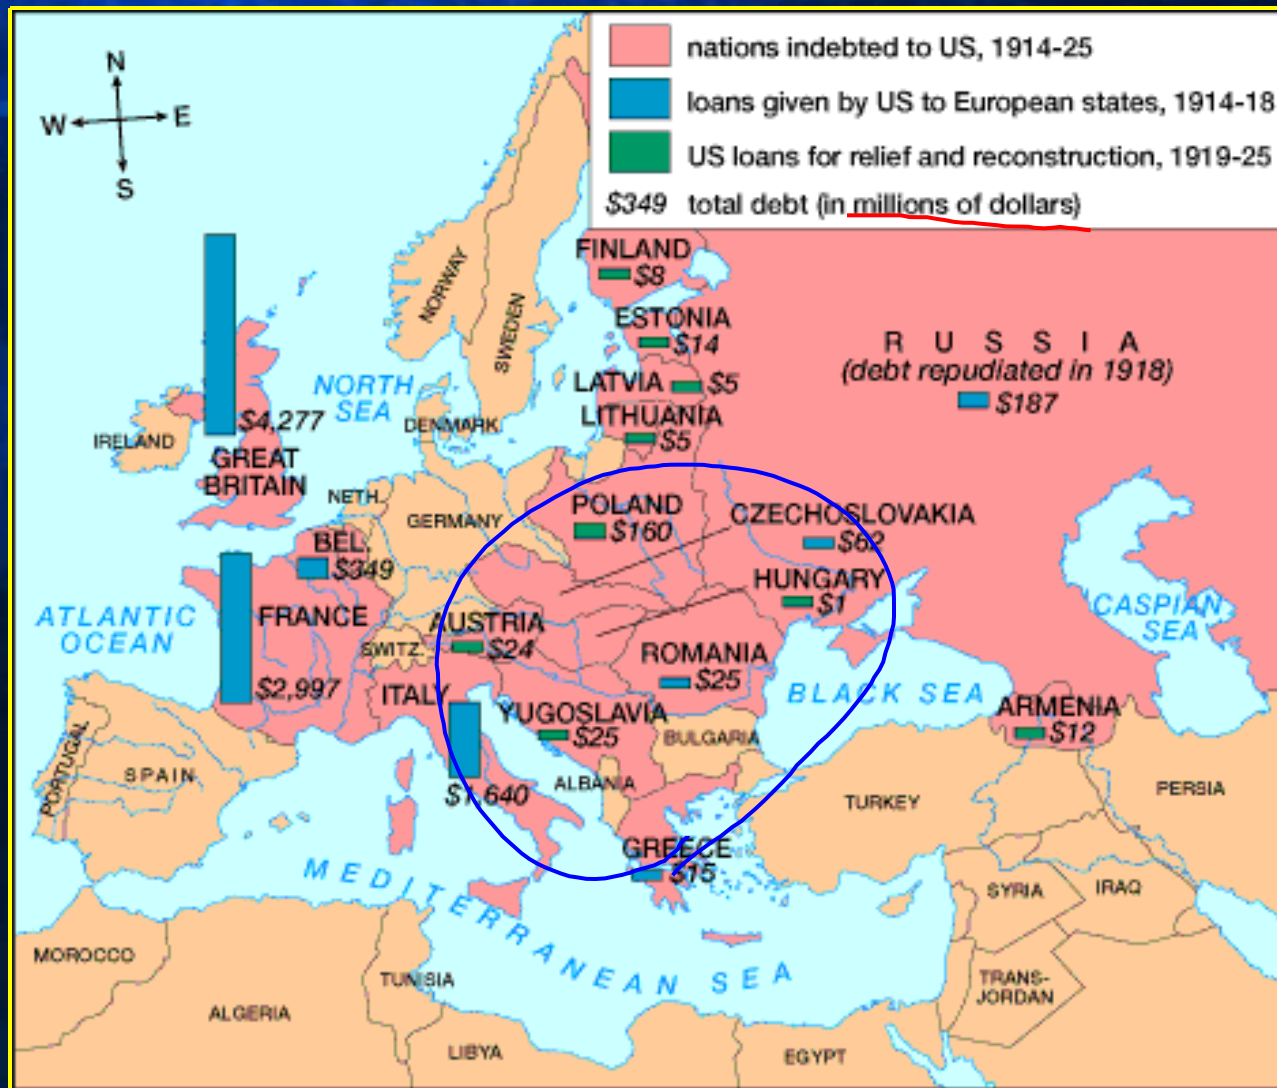 nations indebted to US, 1914-25
loans given by US to European states, 1914-18
US loans for relief and reconstruction, 1919-25
$349 total debt (in millions of dollars)
N
W
E
S
NORWAY
SWEDEN
FINLAND
$8
ESTONIA
$14
LATVIA $5
LITHUANIA
$5
R U S S I A
(debt repudiated in 1918)
$187
NORTH
SEA
DENMARK
IRELAND
$4,277
GREAT
BRITAIN
NETH.
GERMANY
POLAND
$160
CZECHOSLOVAKIA
$62
BEL.
$349
HUNGARY
$1
ATLANTIC
OCEAN
FRANCE
$2,997
SWITZ.
AUSTRIA
$24
ROMANIA
$25
CASPIAN
SEA
BLACK SEA
ITALY
$1,640
YUGOSLAVIA
$25
BULGARIA
ALBANIA
ARMENIA
$12
PORTUGAL
SPAIN
TURKEY
PERSIA
GREECE
$15
MEDITERRANEAN SEA
SYRIA
IRAQ
TRANS-
JORDAN
MOROCCO
ALGERIA
TUNISIA
LIBYA
EGYPT